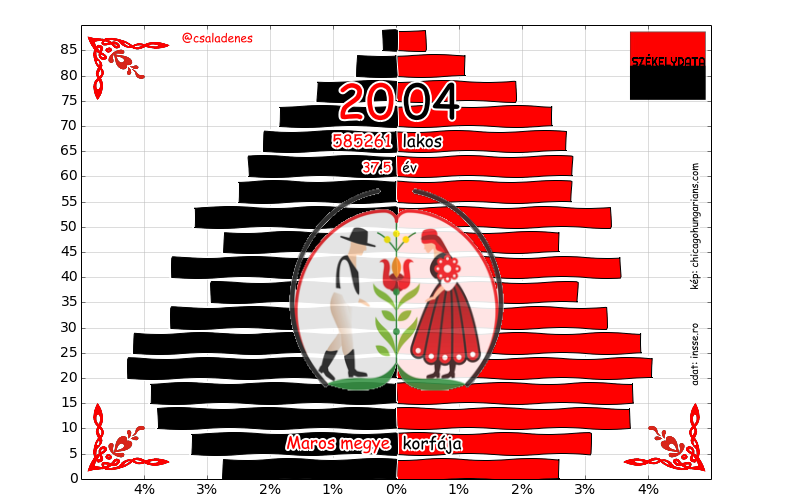 @csaladenes
SZÉKELYDATA
2004
585261 lakos
37.5 év
kép: chicagohungarians.com
adat: insse.ro
Maros megye korfája
85
80
75
70
65
60
55
50
45
40
35
30
25
20
15
10
5
0
4% 3% 2% 1% 0% 1% 2% 3% 4%